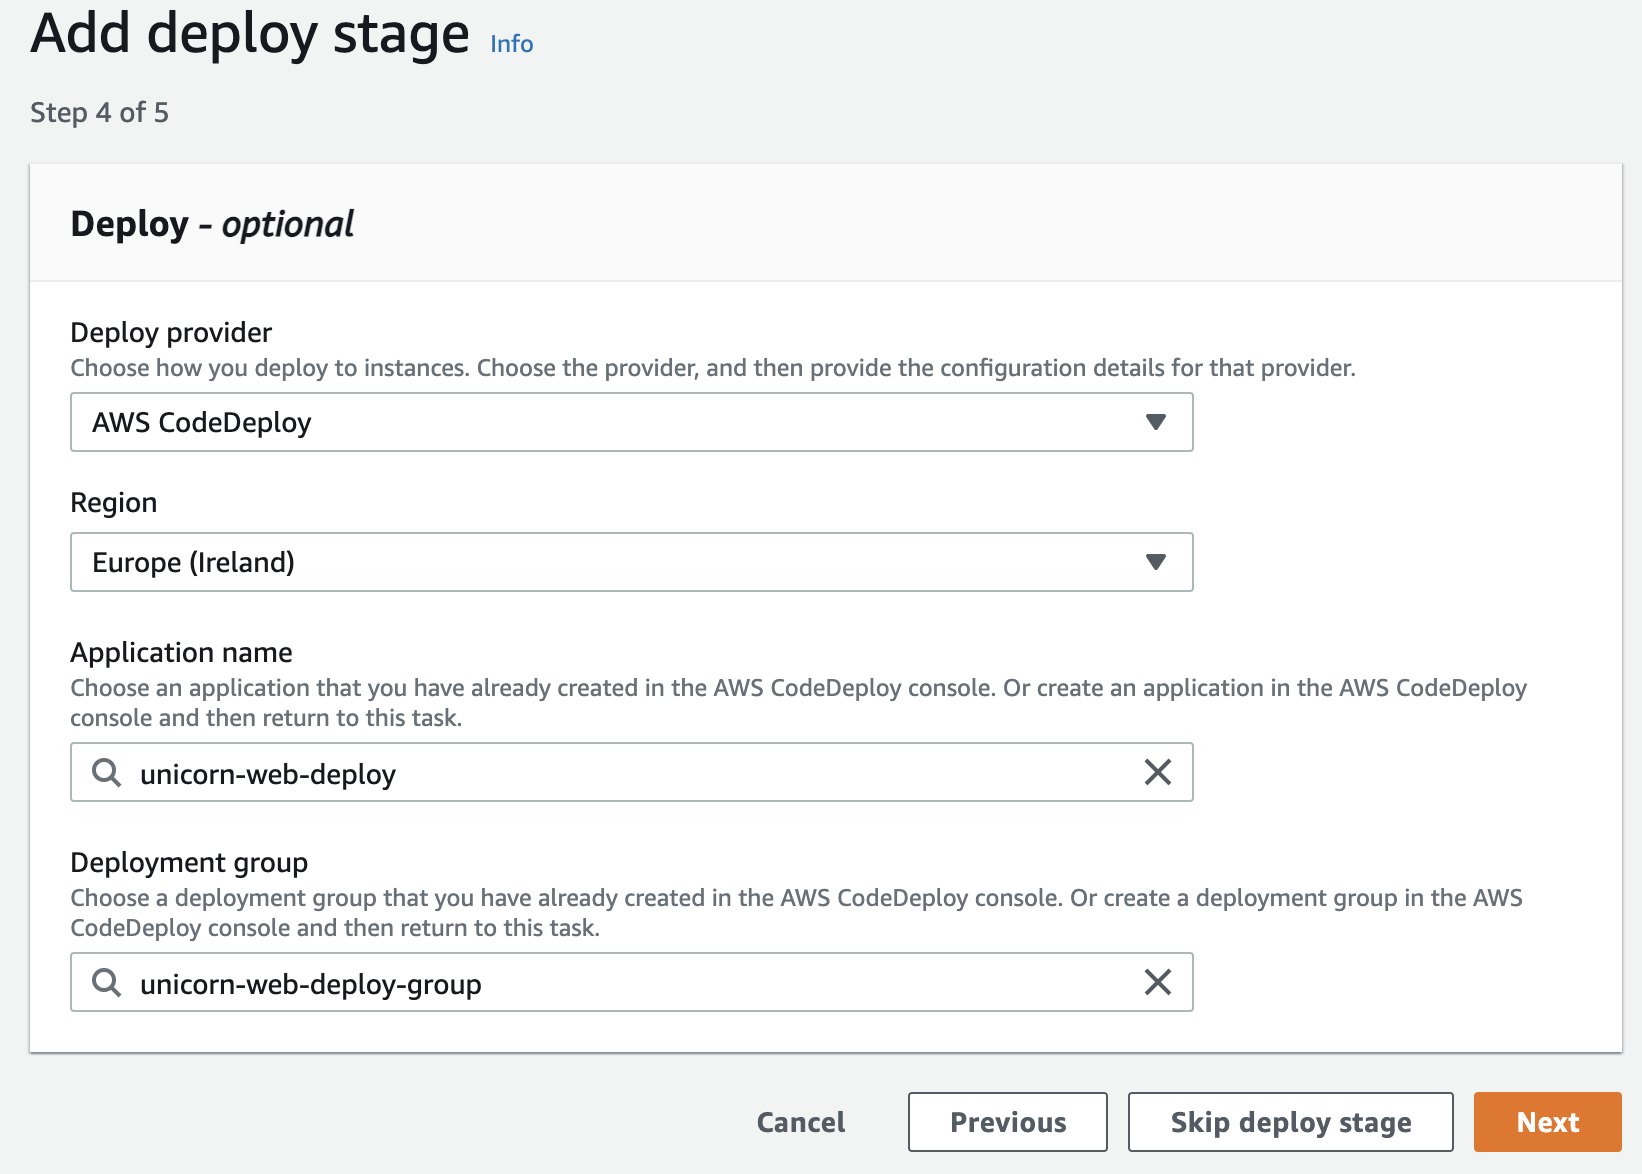 Add deploy stage Info
Step 4 of 5
Deploy - optional
Deploy provider
Choose how you deploy to instances. Choose the provider, and then provide the configuration details for that provider.
AWS CodeDeploy
Region
Europe (Ireland)
Application name
Choose an application that you have already created in the AWS CodeDeploy console. Or create an application in the AWS CodeDeploy
console and then return to this task.
unicorn-web-deploy
Deployment group
Choose a deployment group that you have already created in the AWS CodeDeploy console. Or create a deployment group in the AWS
CodeDeploy console and then return to this task.
unicorn-web-deploy-group
Cancel Previous Skip deploy stage Next